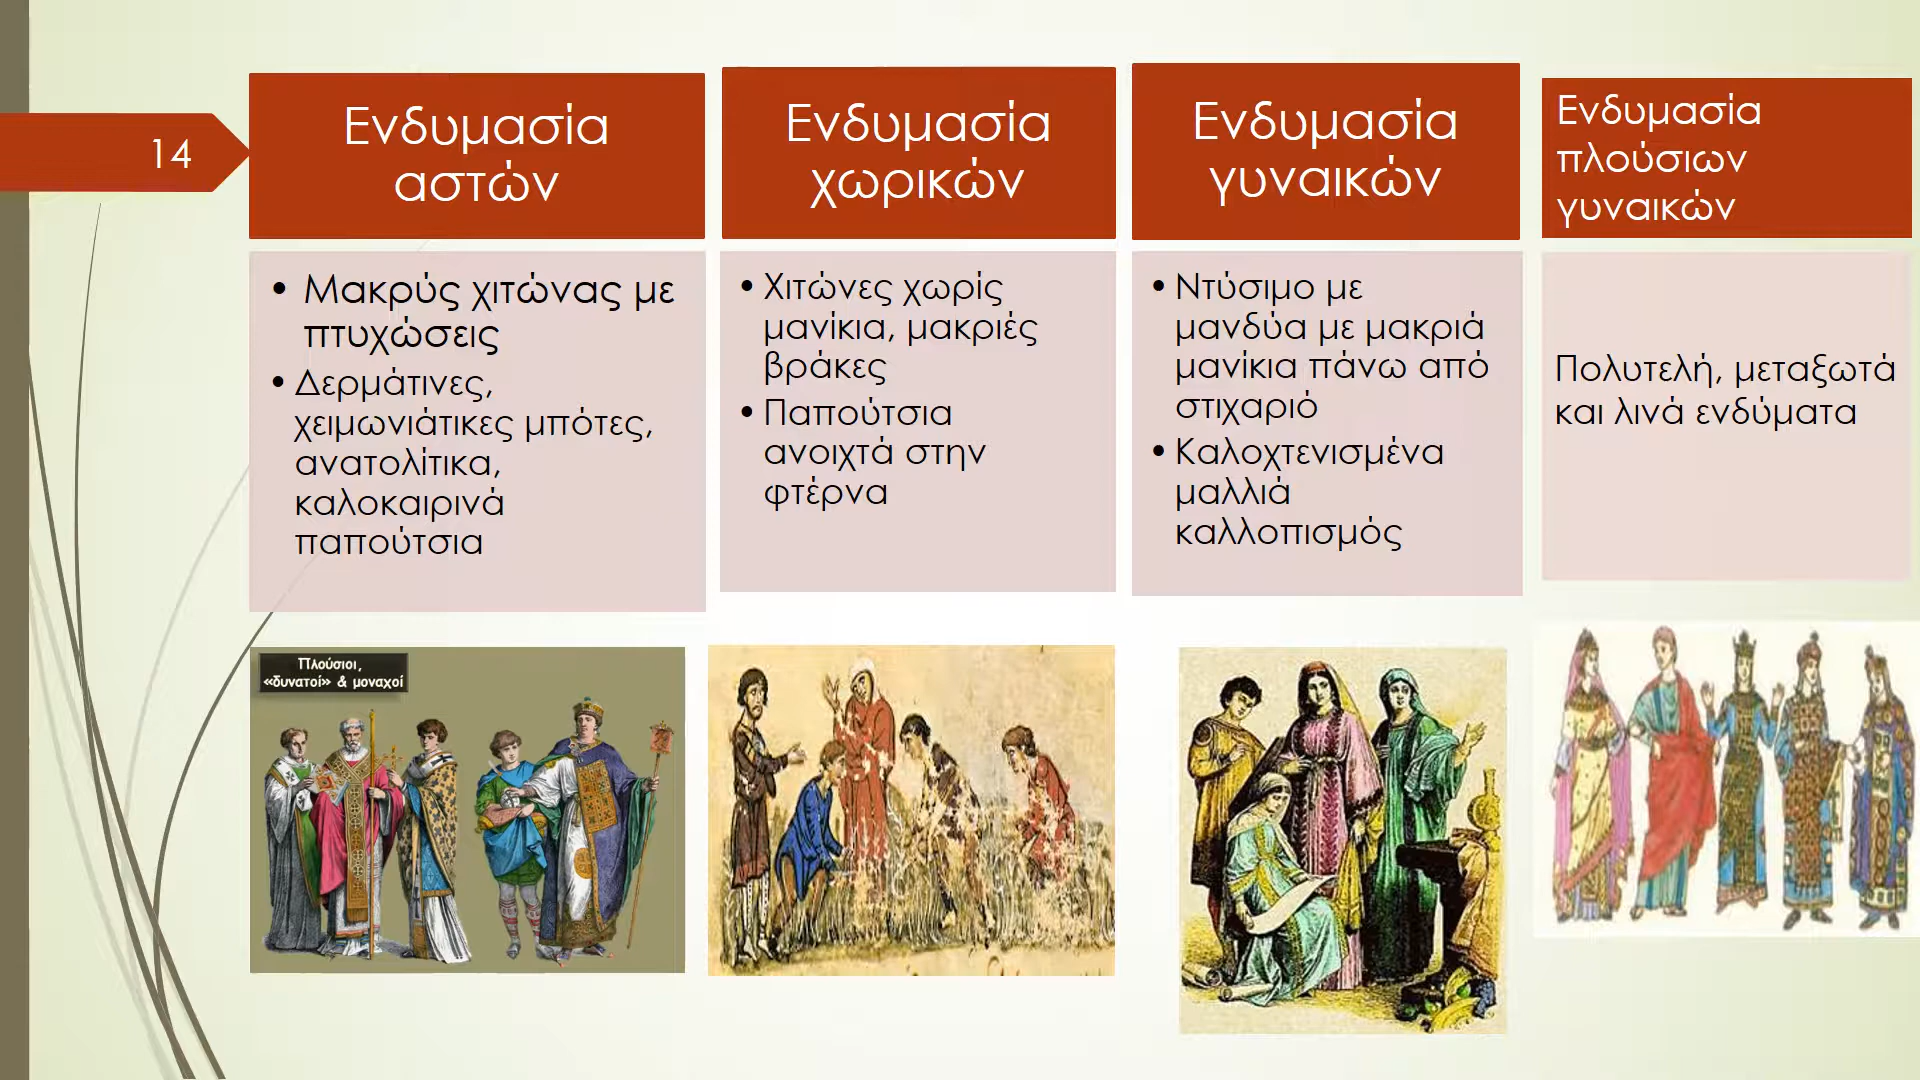 14
Ενδυμασία
αστών
• Μακρύς χιτώνας με
πτυχώσεις
• Δερμάτινες,
χειμωνιάτικες μπότες,
ανατολίτικα,
καλοκαιρινά
παπούτσια
Πλούσιοι,
«δυνατοί» & μοναχοί
Ενδυμασία
χωρικών
• Χιτώνες χωρίς
μανίκια, μακριές
βράκες
• Παπούτσια
ανοιχτά στην
φτέρνα
Ενδυμασία
γυναικών
• Ντύσιμο με
μανδύα με μακριά
μανίκια πάνω από
στιχαριό
• Καλοχτενισμένα
μαλλιά
καλλοπισμός
Ενδυμασία
πλούσιων
γυναικών
Πολυτελή, μεταξωτά
και λινά ενδύματα